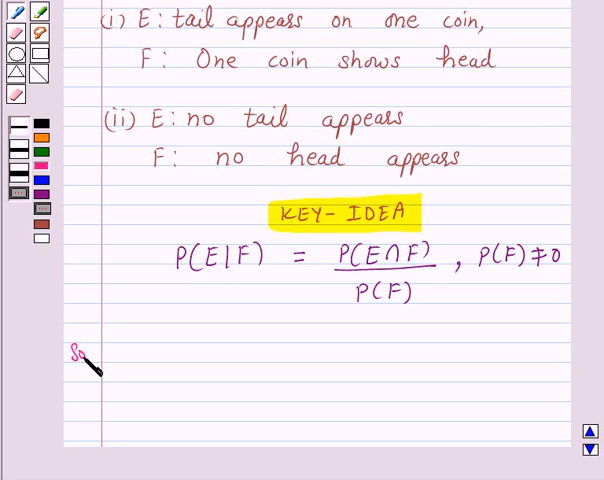 (i) E: tail appears on one coin,
F: One coin shows head
(ii) E: no tail appears
F: no head appears
KEY-IDEA
P(E|F) = P(E∩F)/P(F), P(F)≠0
So